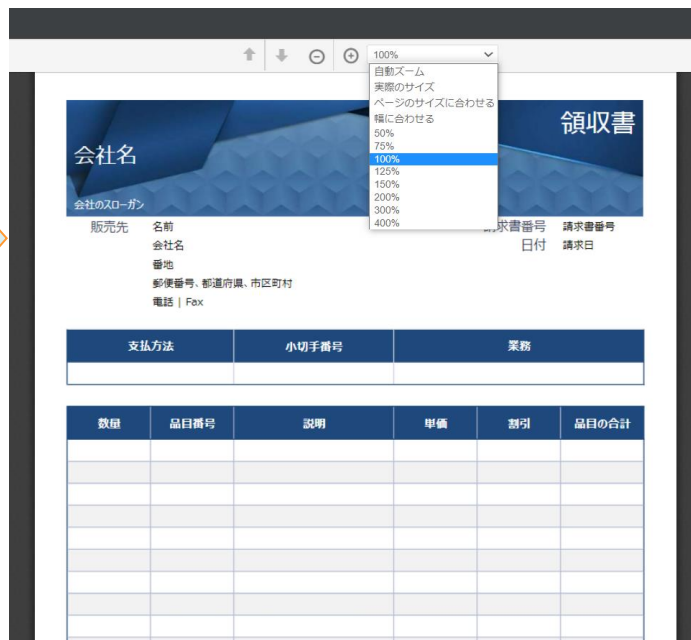 100%
自動ズーム
実際のサイズ
ページのサイズに合わせる
幅に合わせる
50%
75%
100%
125%
150%
200%
300%
400%
領収書
会社名
会社のスローガン
販売先 名前
会社名
番地
郵便番号、都道府県、市区町村
電話 | Fax
求書番号 請求書番号
日付 請求日
支払方法 小切手番号 業務
数量 品目番号 説明 単価 割引 品目の合計